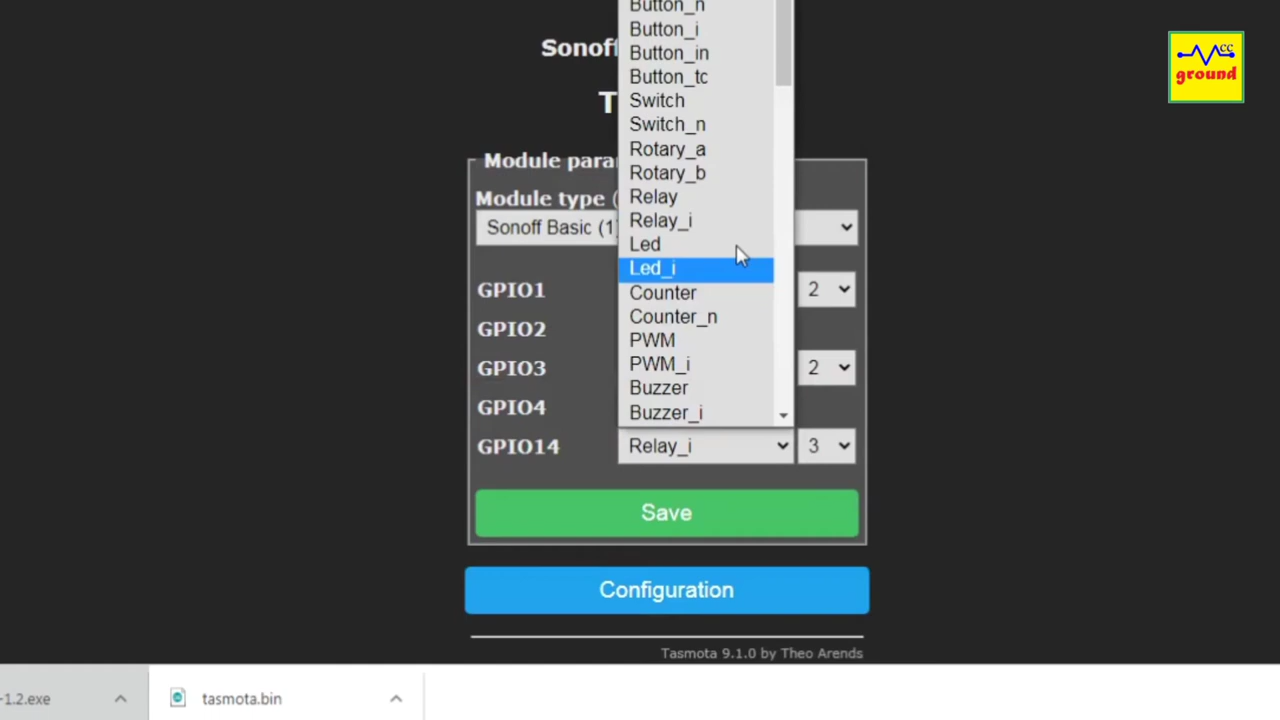 Button_n
Button_i
Sonoff
Button_in
Button_tc
Switch
T
Switch_n
Rotary_a
Module para
Rotary_b
Module type (
Relay
Sonoff Basic (1)
Relay_i
Led
Led_i
GPIO1
Counter
2
Counter_n
GPIO2
PWM
PWM_i
GPIO3
2
Buzzer
GPIO4
Buzzer_i
GPIO14
Relay_i
3
Save
Configuration
Tasmota 9.1.0 by Theo Arends
-1.2.exe
tasmota.bin
cc
ground